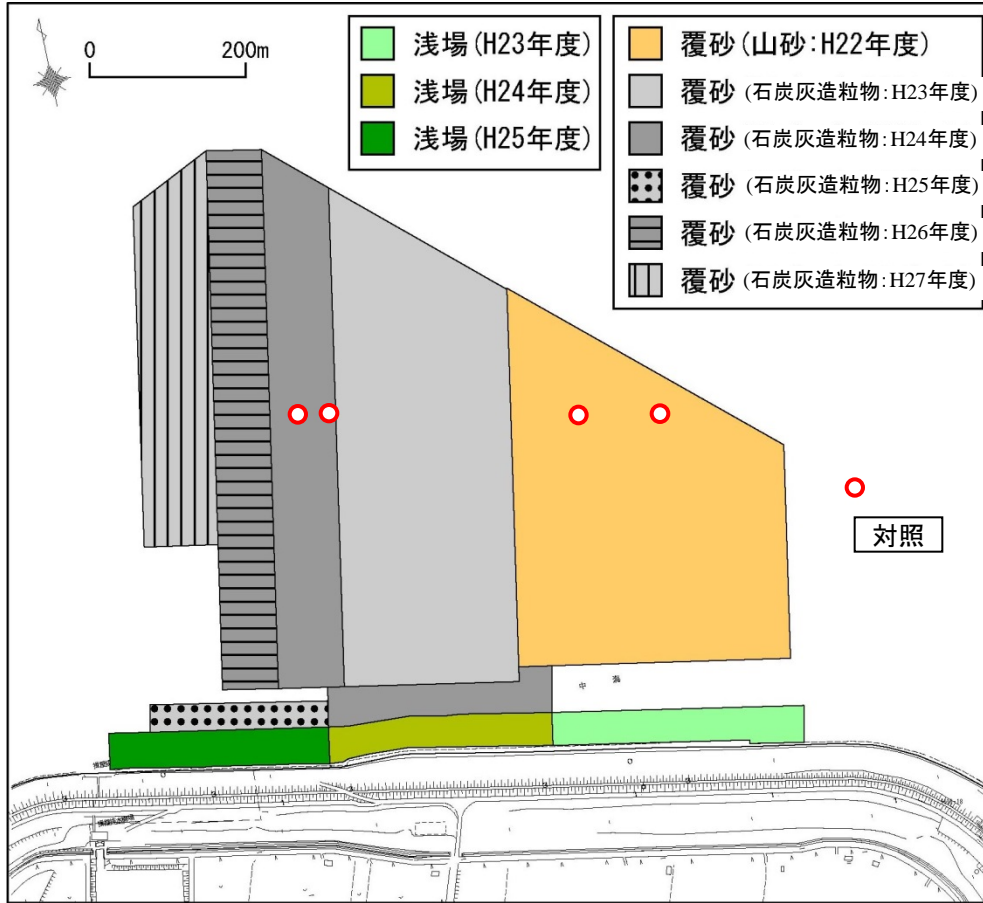 0 200m
浅場(H23年度)
浅場(H24年度)
浅場(H25年度)
覆砂(山砂:H22年度)
覆砂 (石炭灰造粒物:H23年度)
覆砂 (石炭灰造粒物:H24年度)
覆砂 (石炭灰造粒物:H25年度)
覆砂 (石炭灰造粒物:H26年度)
覆砂 (石炭灰造粒物:H27年度)
対照
中 海